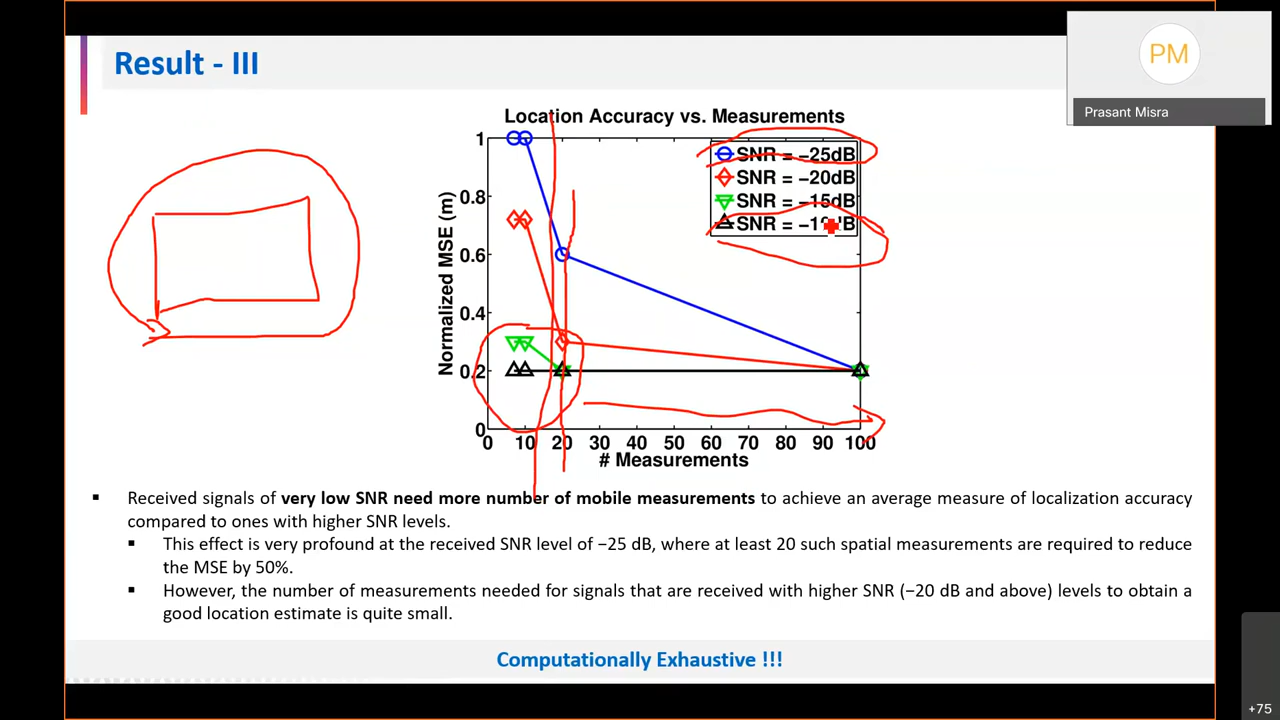 Result - III
PM
Prasant Misra
Location Accuracy vs. Measurements
Normalized MSE (m)
1
0.8
0.6
0.4
0.2
0
SNR = −25dB
SNR = −20dB
SNR = −15dB
SNR =
0 10 20 30 40 50 60 70 80 90 100
# Measurements
▪ Received signals of very low SNR need more number of mobile measurements to achieve an average measure of localization accuracy
compared to ones with higher SNR levels.
▪ This effect is very profound at the received SNR level of −25 dB, where at least 20 such spatial measurements are required to reduce
the MSE by 50%.
▪ However, the number of measurements needed for signals that are received with higher SNR (−20 dB and above) levels to obtain a
good location estimate is quite small.
Computationally Exhaustive !!!
+75